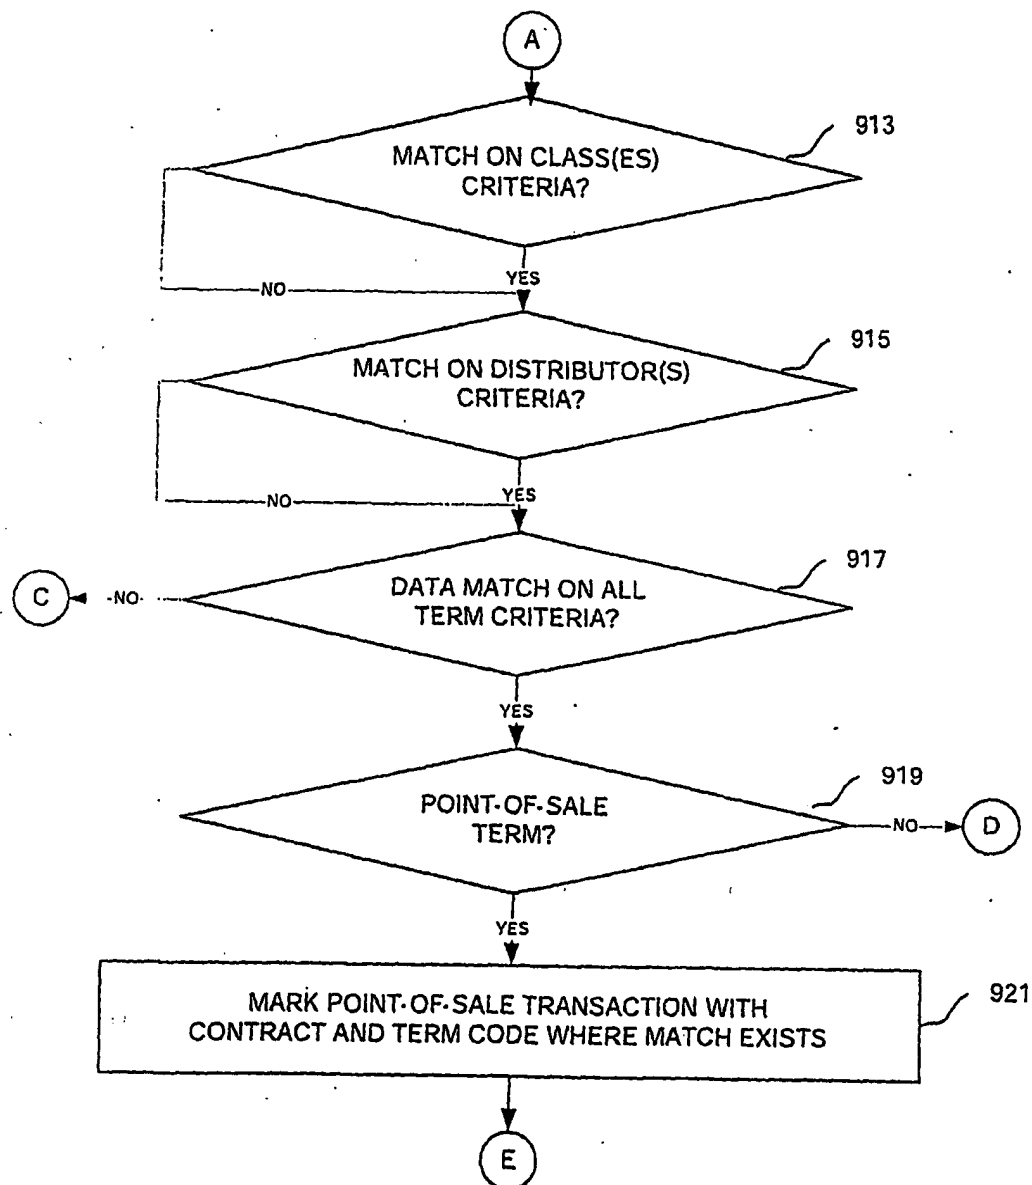 A
913
MATCH ON CLASS(ES)
CRITERIA?
YES
NO
915
MATCH ON DISTRIBUTOR(S)
CRITERIA?
YES
NO
917
DATA MATCH ON ALL
TERM CRITERIA?
C
NO
YES
919
POINT-OF-SALE
TERM?
NO
D
YES
921
MARK POINT-OF-SALE TRANSACTION WITH
CONTRACT AND TERM CODE WHERE MATCH EXISTS
E